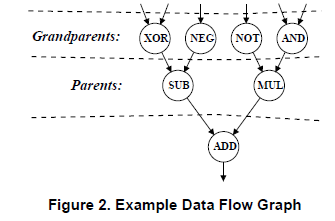 Grandparents: XOR NEG NOT AND
Parents: SUB MUL
ADD
Figure 2. Example Data Flow Graph